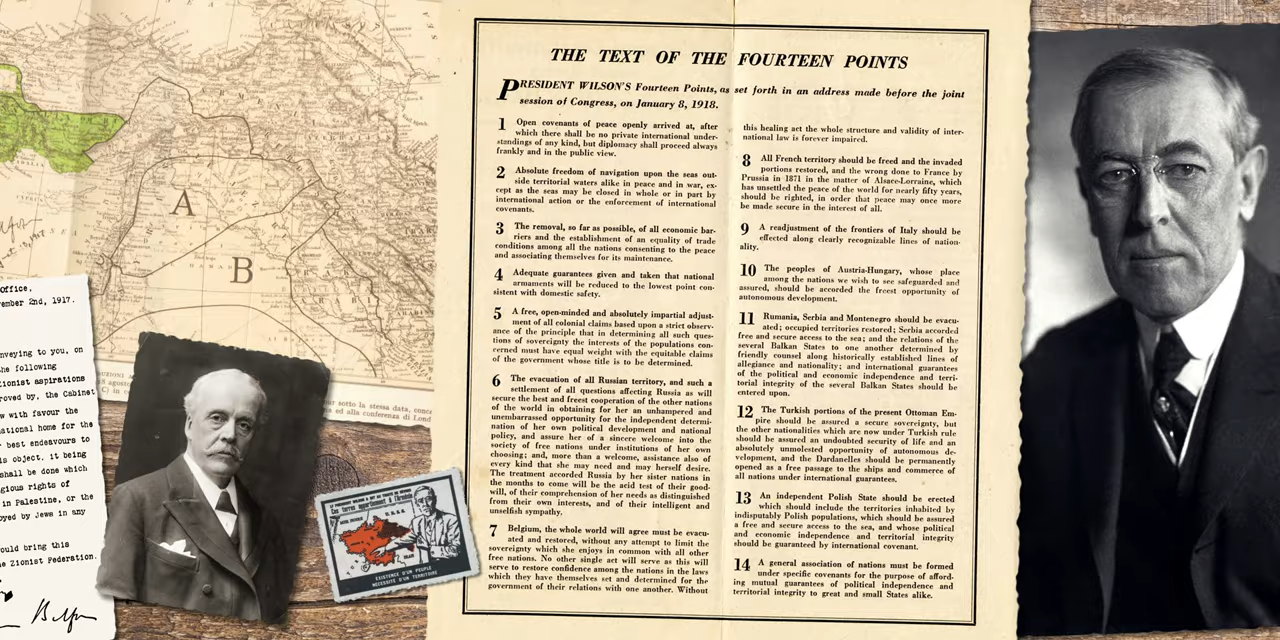 THE TEXT OF THE FOURTEEN POINTS
PRESIDENT WILSON'S Fourteen Points, as set forth in an address made before the joint
session of Congress, on January 8, 1918.
1 Open covenants of peace openly arrived at, after
which there shall be no private international under-
standings of any kind, but diplomacy shall proceed always
frankly and in the public view.
2 Absolute freedom of navigation upon the seas out-
side territorial waters alike in peace and in war, ex-
cept as the seas may be closed in whole or in part by
international action or the enforcement of international
covenants.
3 The removal, so far as possible, of all economic bar-
riers and the establishment of an equality of trade
conditions among all the nations consenting to the peace
and associating themselves for its maintenance.
4 Adequate guarantees given and taken that national
armaments will be reduced to the lowest point con-
sistent with domestic safety.
5 A free, open-minded and absolutely impartial adjust-
ment of all colonial claims based upon a strict observ-
ance of the principle that in determining all such ques-
tions of sovereignty the interests of the populations con-
cerned must have equal weight with the equitable claims
of the government whose title is to be determined.
6 The evacuation of all Russian territory, and such a
settlement of all questions affecting Russia as will
secure the best and freest cooperation of the other nations
of the world in obtaining for her an unhampered and
unembarrassed opportunity for the independent determi-
nation of her own political development and national
policy, and assure her of a sincere welcome into the
society of free nations under institutions of her own
choosing; and, more than a welcome, assistance also of
every kind that she may need and may herself desire.
The treatment accorded Russia by her sister nations in
the months to come will be the acid test of their good-
will, of their comprehension of her needs as distinguished
from their own interests, and of their intelligent and
unselfish sympathy.
7 Belgium, the whole world will agree must be evacu-
ated and restored, without any attempt to limit the
sovereignty which she enjoys in common with all other
free nations. No other single act will serve as this will
serve to restore confidence among the nations in the laws
which they have themselves set and determined for the
government of their relations with one another. Without
this healing act the whole structure and validity of inter-
national law is forever impaired.
8 All French territory should be freed and the invaded
portions restored, and the wrong done to France by
Prussia in 1871 in the matter of Alsace-Lorraine, which
has unsettled the peace of the world for nearly fifty years,
should be righted, in order that peace may once more
be made secure in the interest of all.
9 A readjustment of the frontiers of Italy should be
effected along clearly recognizable lines of nation-
ality.
10 The peoples of Austria-Hungary, whose place
among the nations we wish to see safeguarded and
assured, should be accorded the freest opportunity of
autonomous development.
11 Rumania, Serbia and Montenegro should be evacu-
ated; occupied territories restored; Serbia accorded
free and secure access to the sea; and the relations of the
several Balkan States to one another determined by
friendly counsel along historically established lines of
allegiance and nationality; and international guarantees
of the political and economic independence and terri-
torial integrity of the several Balkan States should be
entered upon.
12 The Turkish portions of the present Ottoman Em-
pire should be assured a secure sovereignty, but
the other nationalities which are now under Turkish rule
should be assured an undoubted security of life and an
absolutely unmolested opportunity of autonomous de-
velopment, and the Dardanelles should be permanently
opened as a free passage to the ships and commerce of
all nations under international guarantees.
13 An independent Polish State should be erected
which should include the territories inhabited by
indisputably Polish populations, which should be assured
a free and secure access to the sea, and whose political
and economic independence and territorial integrity
should be guaranteed by international covenant.
14 A general association of nations must be formed
under specific covenants for the purpose of afford-
ing mutual guarantees of political independence and
territorial integrity to great and small States alike.
A
B
Office,
vember 2nd, 1917.
nveying to you, on
the following
ionist aspirations
roved by, the Cabinet
w with favour the
national home for the
best endeavours to
is object, it being
shall be done which
gious rights of
in Palestine, or the
oyed by Jews in any
ould bring this
he Zionist Federation.
sotto la stessa data, conc
ed alla conferenza di Lond
U.R.S.S.
EXISTENCE D'UN PEUPLE
NÉCESSITÉ D'UN TERRITOIRE